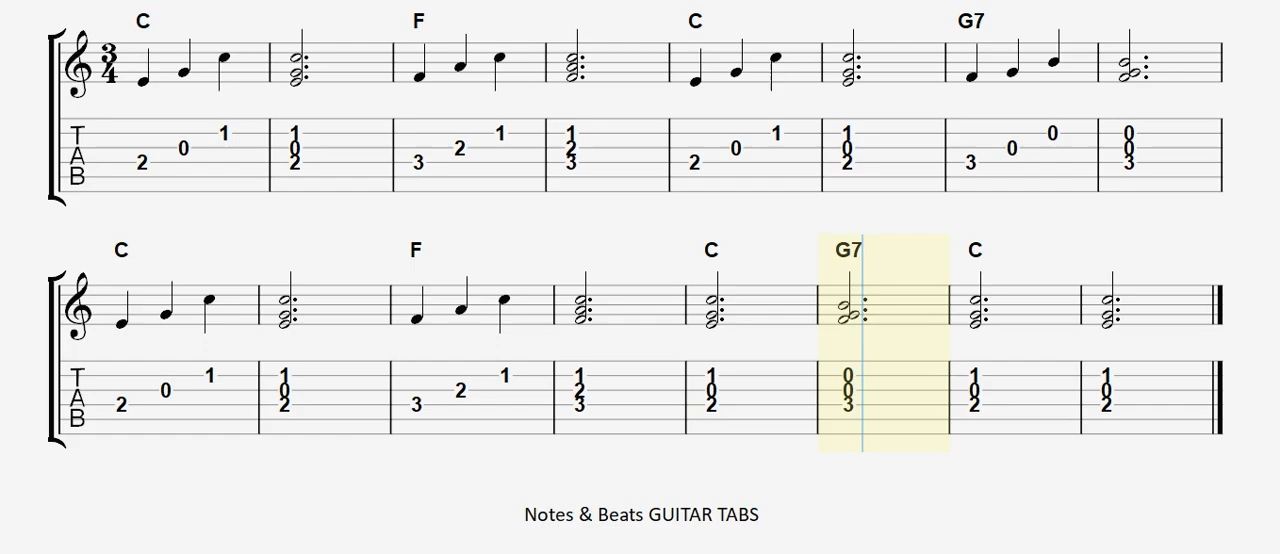 C F C G7
3
4
T 1 1 1 1 1 1 0 0
A 0 0 2 2 0 0 0 0
2 2 3 3 2 2 3 3
B
C F C G7 C
T 1 1 1 1 1 0 1 1
A 0 0 2 2 0 0 0 0
2 2 3 3 2 3 2 2
B
Notes & Beats GUITAR TABS